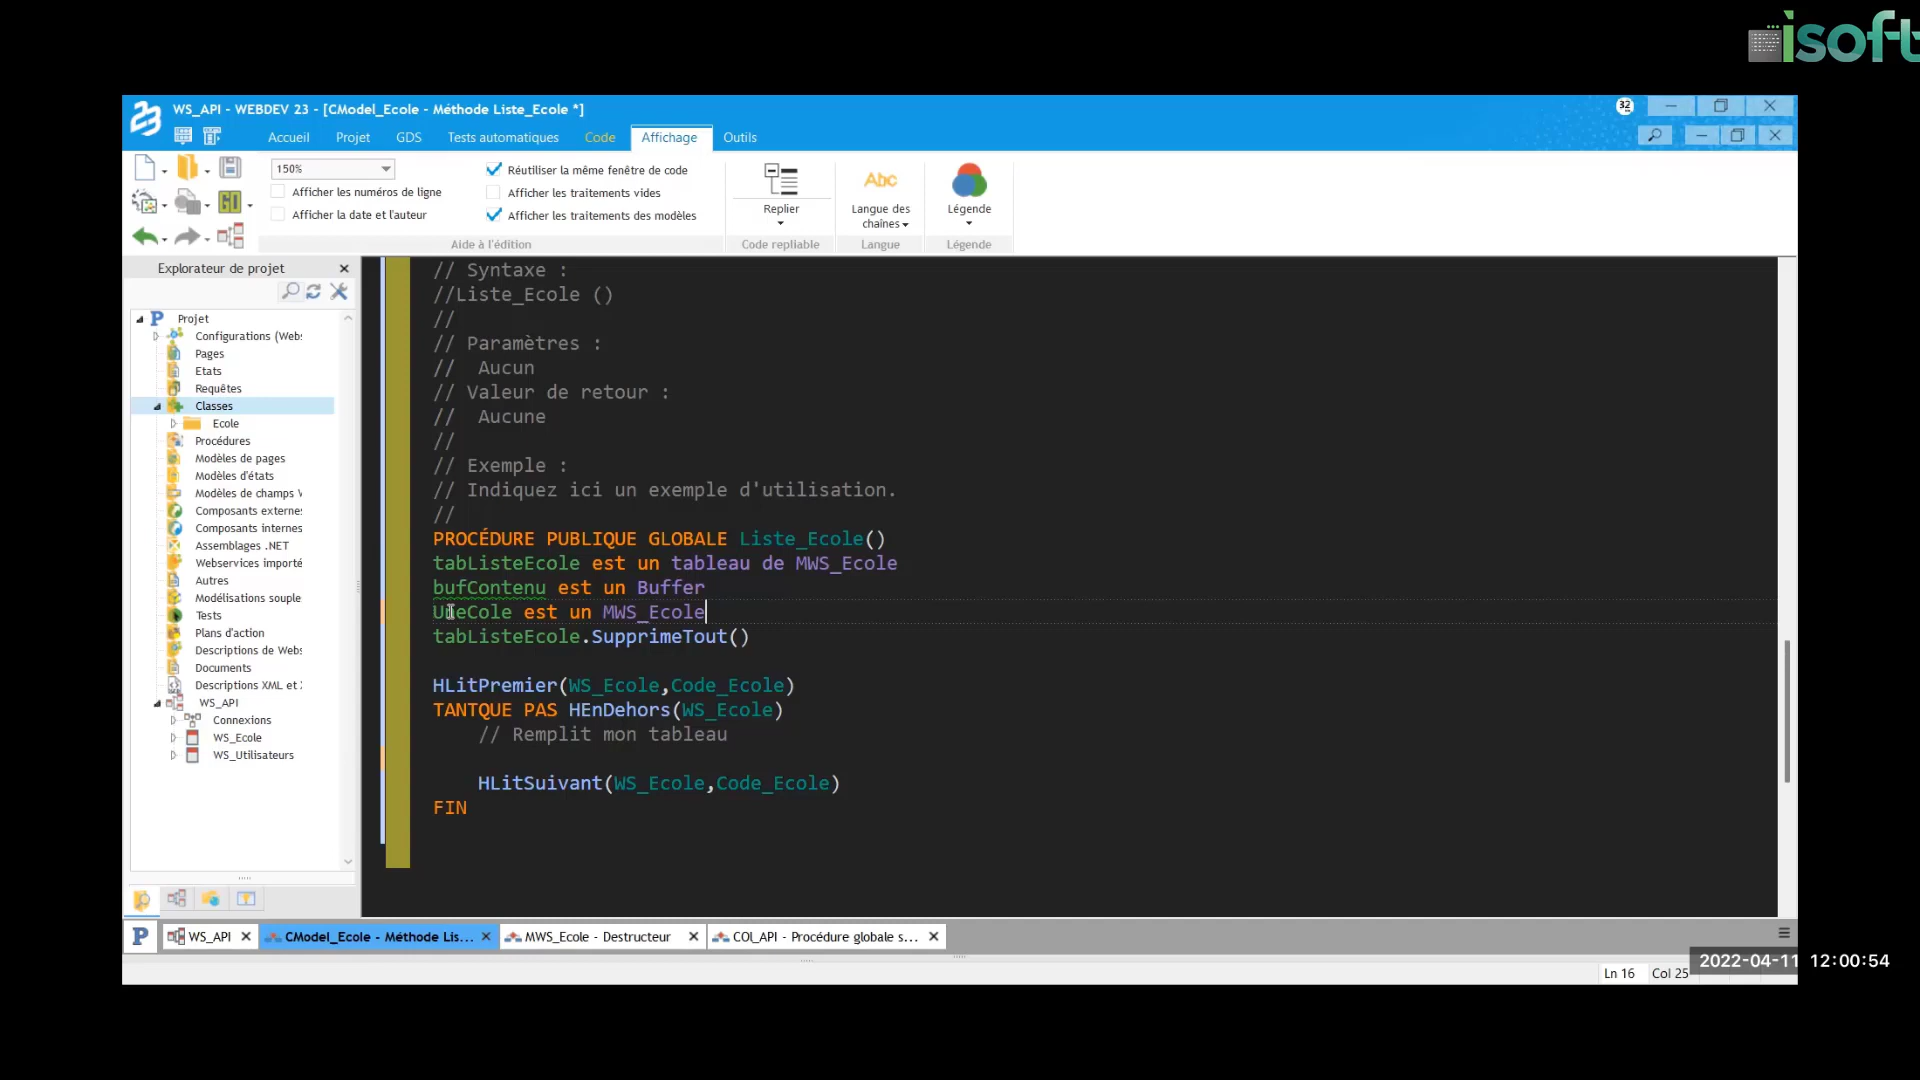 isoft
WS_API - WEBDEV 23 - [CModel_Ecole - Méthode Liste_Ecole *]
32
Accueil Projet GDS Tests automatiques Code Affichage Outils
150%
Afficher les numéros de ligne
Afficher la date et l'auteur
Réutiliser la même fenêtre de code
Afficher les traitements vides
Afficher les traitements des modèles
Aide à l'édition
Replier
Code repliable
Abc
Langue des
chaînes
Langue
Légende
Légende
GO
Explorateur de projet
Projet
Configurations (Webs
Pages
Etats
Requêtes
Classes
Ecole
Procédures
Modèles de pages
Modèles d'états
Modèles de champs W
Composants externes
Composants internes
Assemblages .NET
Webservices importé
Autres
Modélisations souple
Tests
Plans d'action
Descriptions de Webs
Documents
Descriptions XML et
WS_API
Connexions
WS_Ecole
WS_Utilisateurs
// Syntaxe :
//Liste_Ecole ()
//
// Paramètres :
// Aucun
// Valeur de retour :
// Aucune
//
// Exemple :
// Indiquez ici un exemple d'utilisation.
//
PROCÉDURE PUBLIQUE GLOBALE Liste_Ecole()
tabListeEcole est un tableau de MWS_Ecole
bufContenu est un Buffer
UneCole est un MWS_Ecole
tabListeEcole.SupprimeTout()
HLitPremier(WS_Ecole,Code_Ecole)
TANTQUE PAS HEnDehors(WS_Ecole)
// Remplit mon tableau
HLitSuivant(WS_Ecole,Code_Ecole)
FIN
WS_API CModel_Ecole - Méthode Lis... MWS_Ecole - Destructeur COL_API - Procédure globale s...
Ln 16 Col 25
2022-04-11 12:00:54